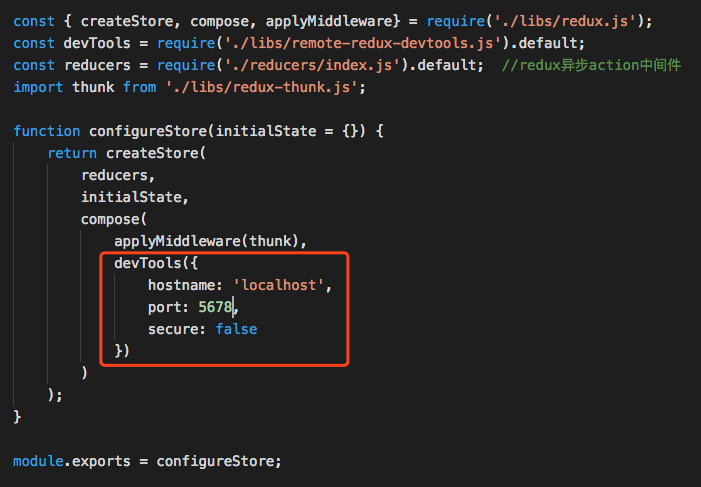 const { createStore, compose, applyMiddleware} = require('./libs/redux.js');
const devTools = require('./libs/remote-redux-devtools.js').default;
const reducers = require('./reducers/index.js').default;  //redux异步action中间件
import thunk from './libs/redux-thunk.js';

function configureStore(initialState = {}) {
    return createStore(
        reducers,
        initialState,
        compose(
            applyMiddleware(thunk),
            devTools({
                hostname: 'localhost',
                port: 5678,
                secure: false
            })
        )
    );
}

module.exports = configureStore;